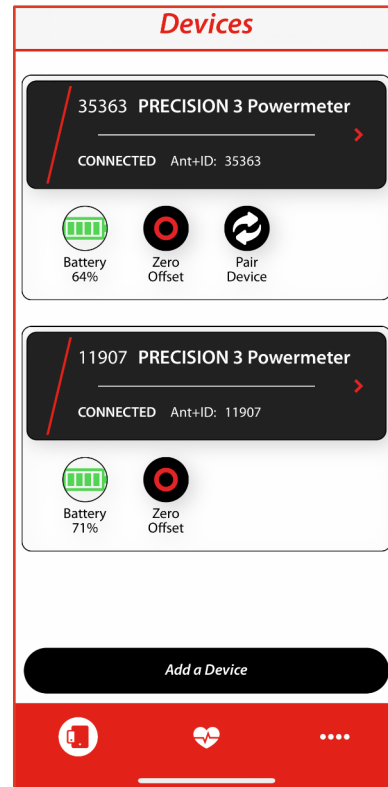 Devices
35363 PRECISION 3 Powermeter
CONNECTED Ant+ID: 35363
Battery Zero Pair
64% Offset Device
11907 PRECISION 3 Powermeter
CONNECTED Ant+ID: 11907
Battery Zero
71% Offset
Add a Device